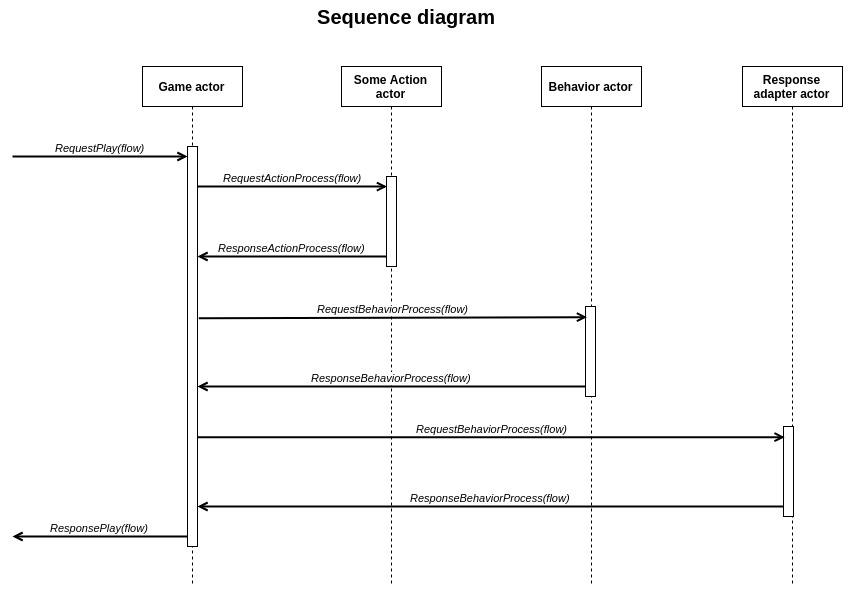 Sequence diagram
Game actor
Some Action
actor
Behavior actor
Response
adapter actor
RequestPlay(flow)
RequestActionProcess(flow)
ResponseActionProcess(flow)
RequestBehaviorProcess(flow)
ResponseBehaviorProcess(flow)
RequestBehaviorProcess(flow)
ResponseBehaviorProcess(flow)
ResponsePlay(flow)